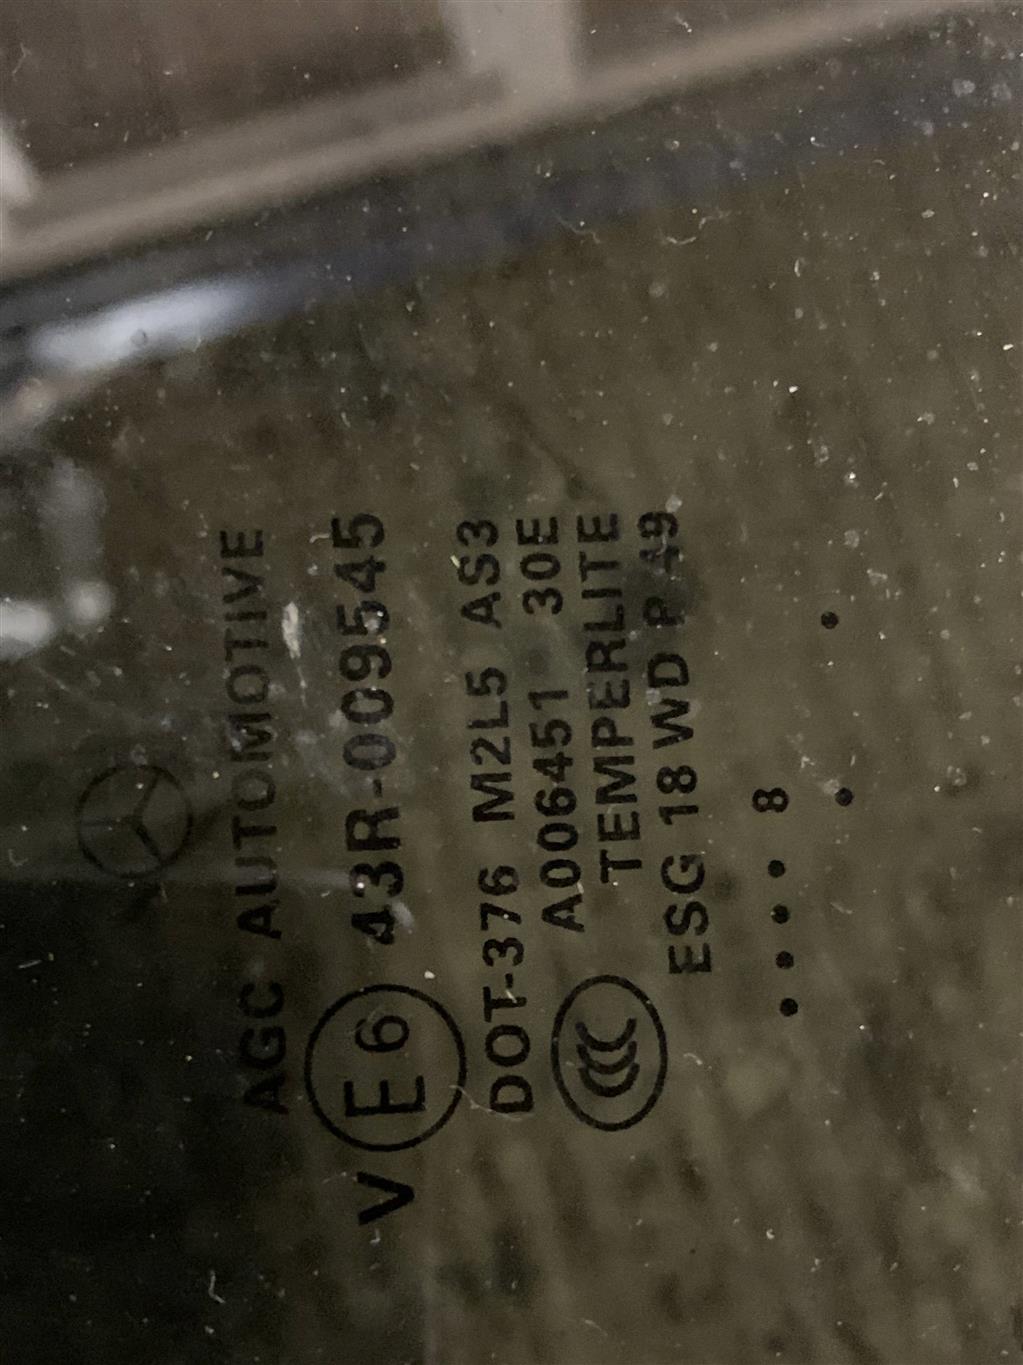 AGC AUTOMOTIVE
V E6 43R-009545
DOT-376 M2L5 AS3
A006451 30E
TEMPERLITE
ESG 18 WD P 49
.... 8